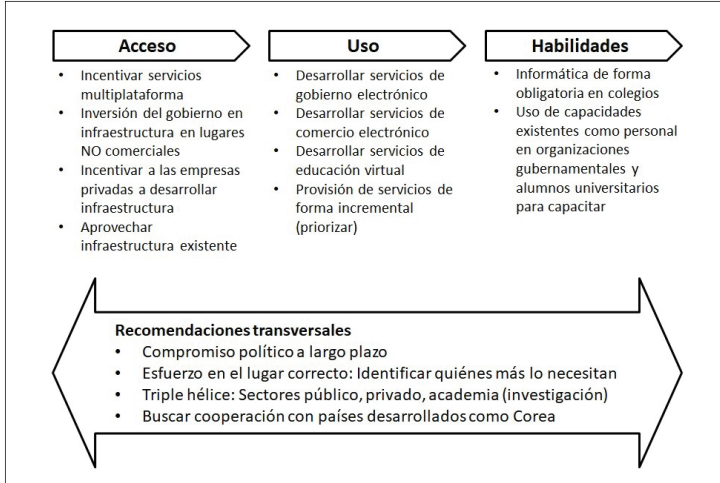 Acceso
• Incentivar servicios
multiplataforma
• Inversión del gobierno en
infraestructura en lugares
NO comerciales
• Incentivar a las empresas
privadas a desarrollar
infraestructura
• Aprovechar
infraestructura existente
Uso
• Desarrollar servicios de
gobierno electrónico
• Desarrollar servicios de
comercio electrónico
• Desarrollar servicios de
educación virtual
• Provisión de servicios de
forma incremental
(priorizar)
Habilidades
• Informática de forma
obligatoria en colegios
• Uso de capacidades
existentes como personal
en organizaciones
gubernamentales y
alumnos universitarios
para capacitar
Recomendaciones transversales
• Compromiso político a largo plazo
• Esfuerzo en el lugar correcto: Identificar quiénes más lo necesitan
• Triple hélice: Sectores público, privado, academia (investigación)
• Buscar cooperación con países desarrollados como Corea